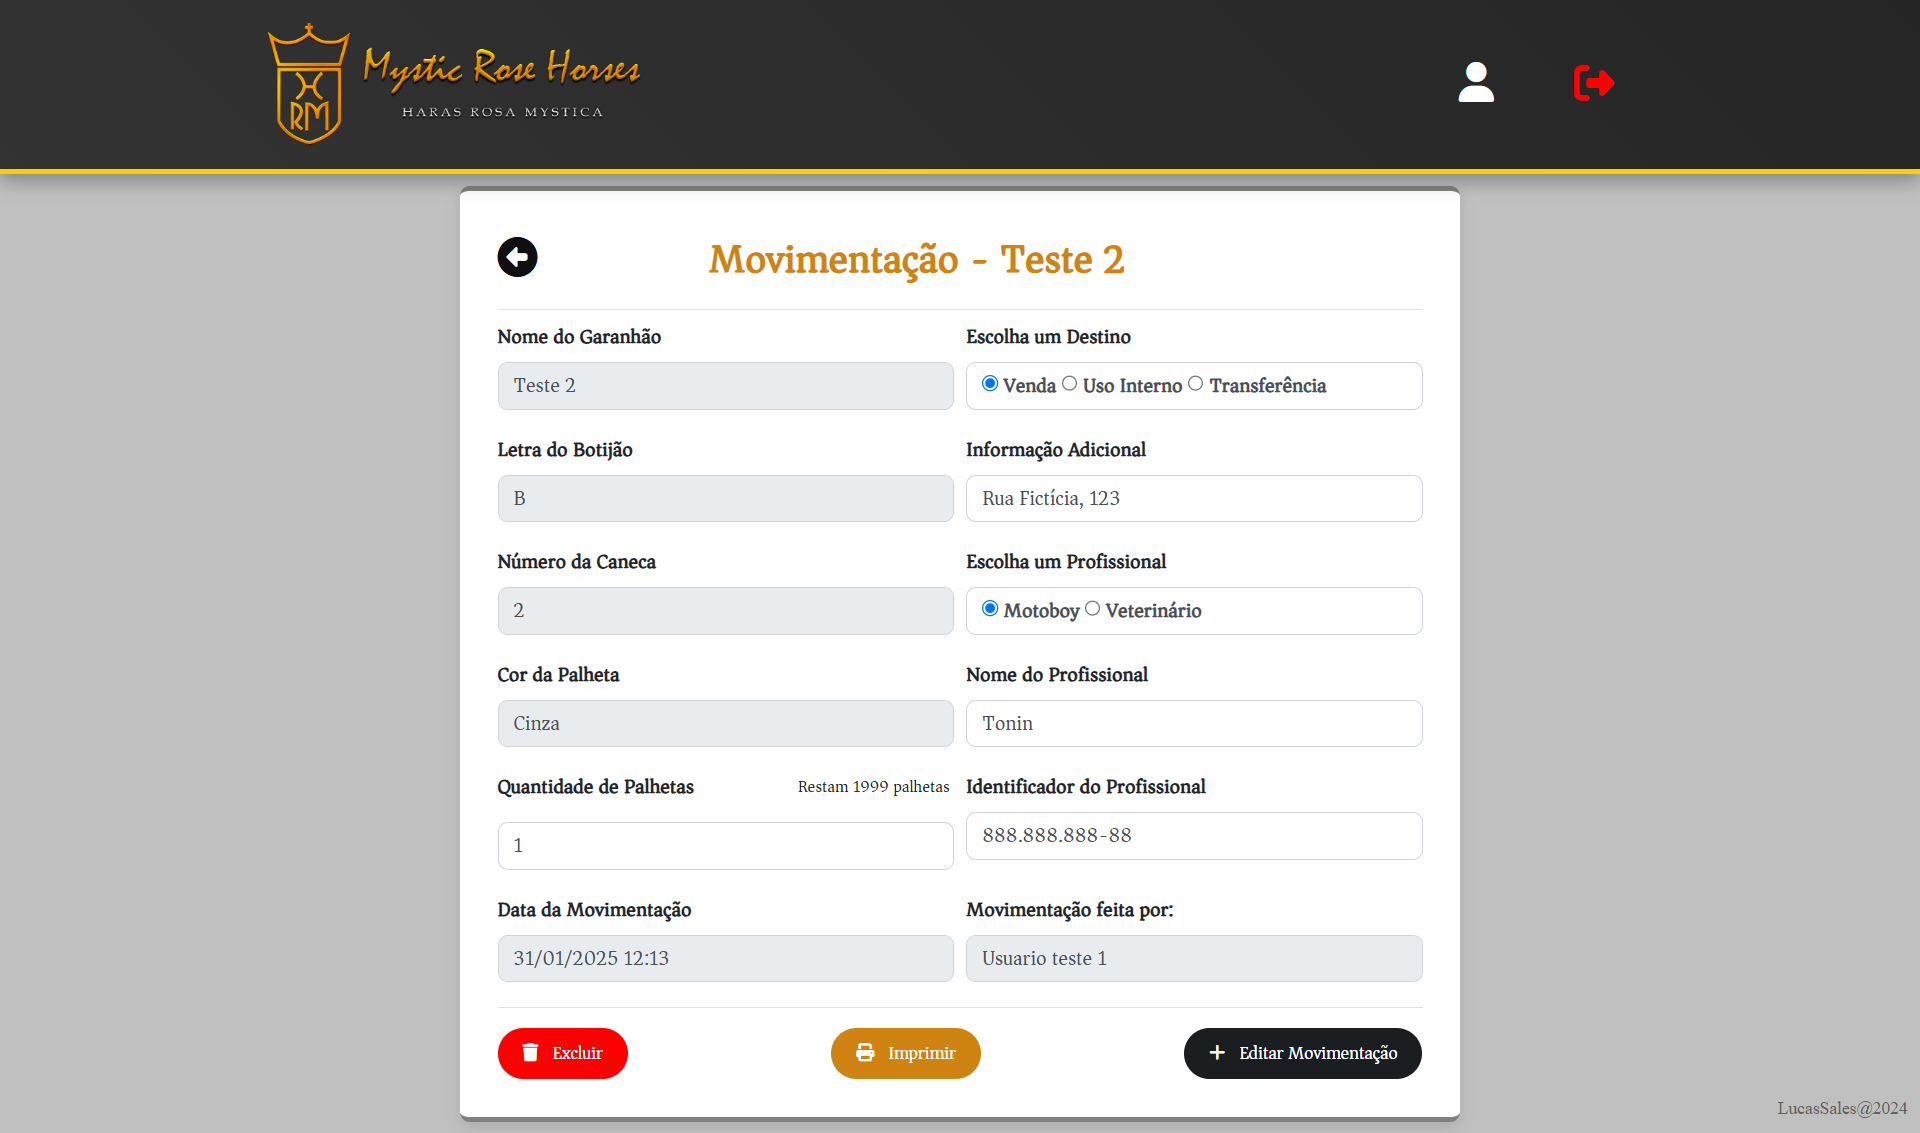 Mystic Rose Horses
HARAS ROSA MYSTICA
RM
Movimentação - Teste 2
Nome do Garanhão
Teste 2
Escolha um Destino
Venda Uso Interno Transferência
Letra do Botijão
B
Informação Adicional
Rua Fictícia, 123
Número da Caneca
2
Escolha um Profissional
Motoboy Veterinário
Cor da Palheta
Cinza
Nome do Profissional
Tonin
Quantidade de Palhetas Restam 1999 palhetas
1
Identificador do Profissional
888.888.888-88
Data da Movimentação
31/01/2025 12:13
Movimentação feita por:
Usuario teste 1
Excluir
Imprimir
Editar Movimentação
LucasSales@2024